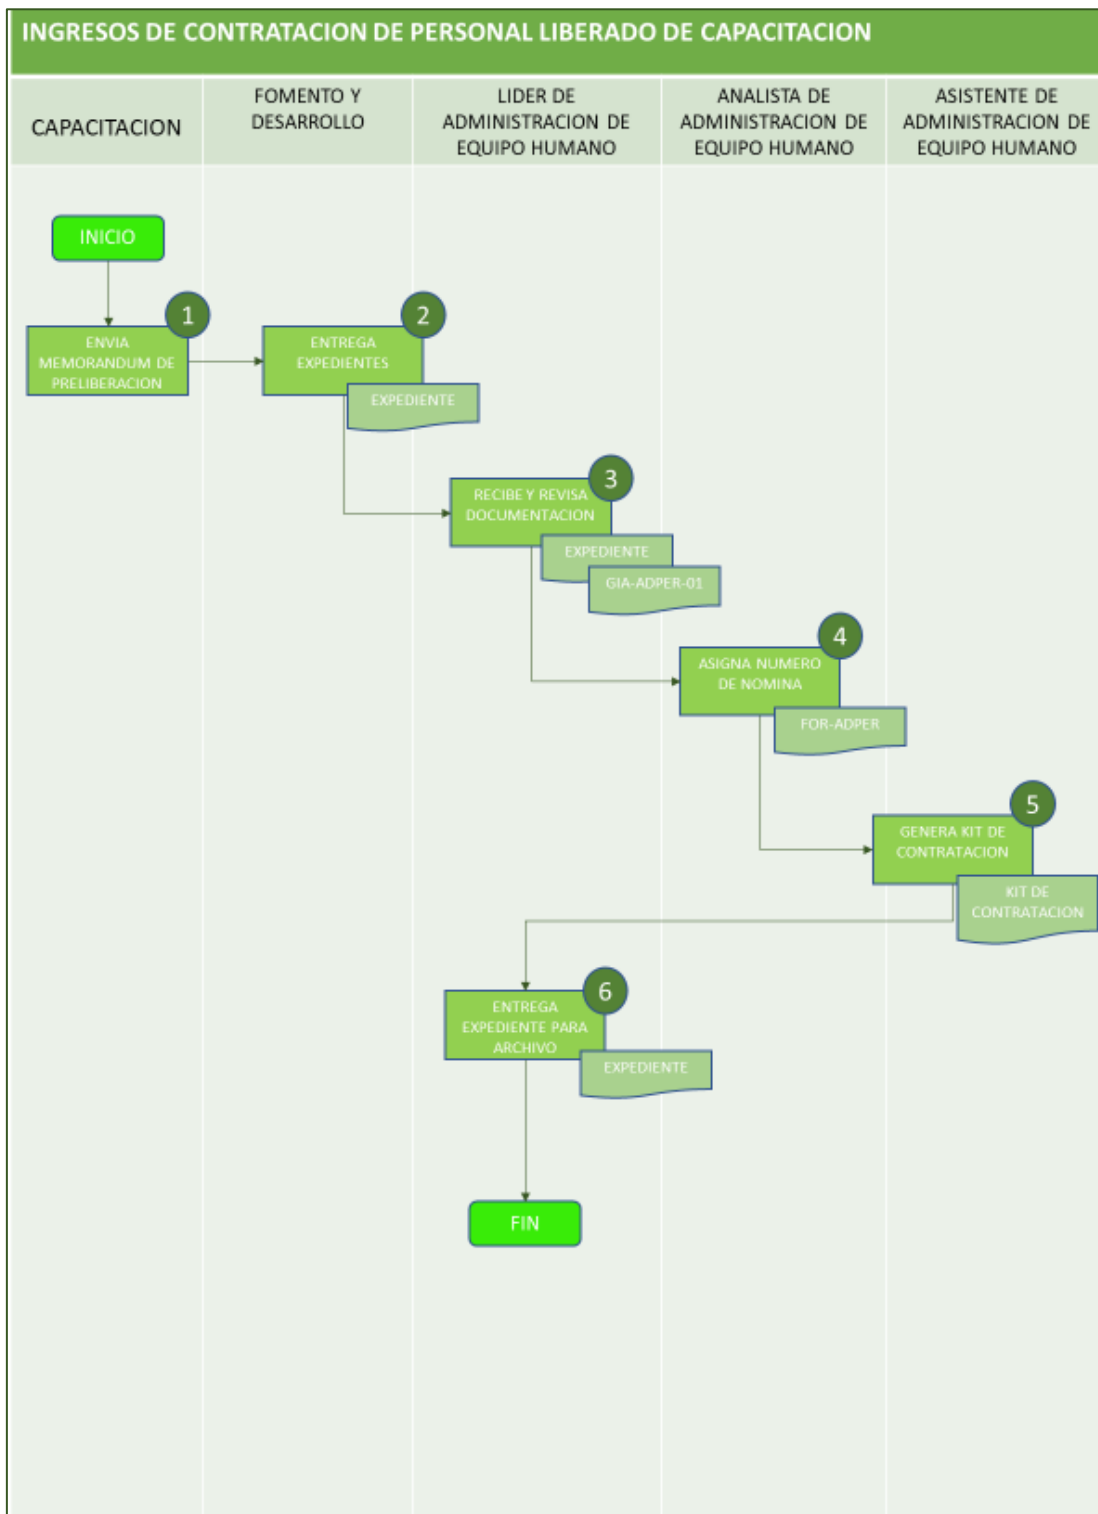 INGRESOS DE CONTRATACION DE PERSONAL LIBERADO DE CAPACITACION
CAPACITACION
FOMENTO Y
DESARROLLO
LIDER DE
ADMINISTRACION DE
EQUIPO HUMANO
ANALISTA DE
ADMINISTRACION DE
EQUIPO HUMANO
ASISTENTE DE
ADMINISTRACION DE
EQUIPO HUMANO
INICIO
1
ENVIA
MEMORANDUM DE
PRELIBERACION
2
ENTREGA
EXPEDIENTES
EXPEDIENTE
3
RECIBE Y REVISA
DOCUMENTACION
EXPEDIENTE
GIA-ADPER-01
4
ASIGNA NUMERO
DE NOMINA
FOR-ADPER
5
GENERA KIT DE
CONTRATACION
KIT DE
CONTRATACION
6
ENTREGA
EXPEDIENTE PARA
ARCHIVO
EXPEDIENTE
FIN